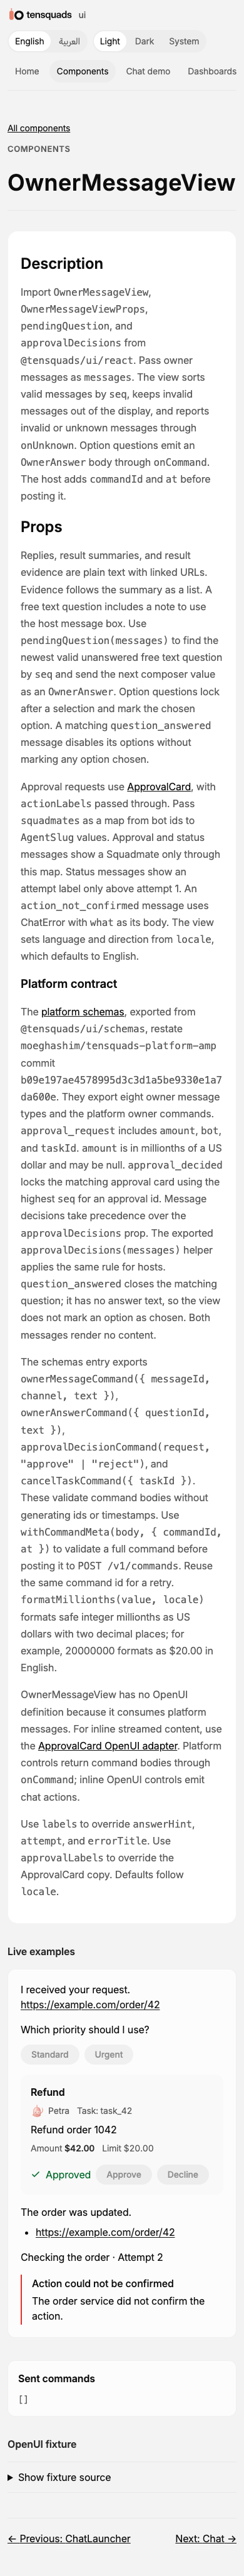 tensquads ui
English العربية Light Dark System
Home Components Chat demo Dashboards
All components
COMPONENTS
OwnerMessageView
Description
Import OwnerMessageView,
OwnerMessageViewProps,
pendingQuestion, and
approvalDecisions from
@tensquads/ui/react. Pass owner
messages as messages. The view sorts
valid messages by seq, keeps invalid
messages out of the display, and reports
invalid or unknown messages through
onUnknown. Option questions emit an
OwnerAnswer body through onCommand.
The host adds commandId and at before
posting it.
Props
Replies, result summaries, and result
evidence are plain text with linked URLs.
Evidence follows the summary as a list. A
free text question includes a note to use
the host message box. Use
pendingQuestion(messages) to find the
newest valid unanswered free text question
by seq and send the next composer value
as an OwnerAnswer. Option questions lock
after a selection and mark the chosen
option. A matching question_answered
message disables its options without
marking an option chosen.
Approval requests use ApprovalCard, with
actionLabels passed through. Pass
squadmates as a map from bot ids to
AgentSlug values. Approval and status
messages show a Squadmate only through
this map. Status messages show an
attempt label only above attempt 1. An
action_not_confirmed message uses
ChatError with what as its body. The view
sets language and direction from locale,
which defaults to English.
Platform contract
The platform schemas, exported from
@tensquads/ui/schemas, restate
moeghashim/tensquads-platform-amp
commit
b09e197ae4578995d3c3d1a5be9330e1a7
da600e. They export eight owner message
types and the platform owner commands.
approval_request includes amount, bot,
and taskId. amount is in millionths of a US
dollar and may be null. approval_decided
locks the matching approval card using the
highest seq for an approval id. Message
decisions take precedence over the
approvalDecisions prop. The exported
approvalDecisions(messages) helper
applies the same rule for hosts.
question_answered closes the matching
question; it has no answer text, so the view
does not mark an option as chosen. Both
messages render no content.
The schemas entry exports
ownerMessageCommand({ messageId,
channel, text }),
ownerAnswerCommand({ questionId,
text }),
approvalDecisionCommand(request,
"approve" | "reject"), and
cancelTaskCommand({ taskId }).
These validate command bodies without
generating ids or timestamps. Use
withCommandMeta(body, { commandId,
at }) to validate a full command before
posting it to POST /v1/commands. Reuse
the same command id for a retry.
formatMillionths(value, locale)
formats safe integer millionths as US
dollars with two decimal places; for
example, 20000000 formats as $20.00 in
English.
OwnerMessageView has no OpenUI
definition because it consumes platform
messages. For inline streamed content, use
the ApprovalCard OpenUI adapter. Platform
controls return command bodies through
onCommand; inline OpenUI controls emit
chat actions.
Use labels to override answerHint,
attempt, and errorTitle. Use
approvalLabels to override the
ApprovalCard copy. Defaults follow
locale.
Live examples
I received your request.
https://example.com/order/42
Which priority should I use?
Standard Urgent
Refund
Petra Task: task_42
Refund order 1042
Amount $42.00 Limit $20.00
Approved Approve Decline
The order was updated.
https://example.com/order/42
Checking the order · Attempt 2
Action could not be confirmed
The order service did not confirm the
action.
Sent commands
[]
OpenUI fixture
Show fixture source
← Previous: ChatLauncher Next: Chat →